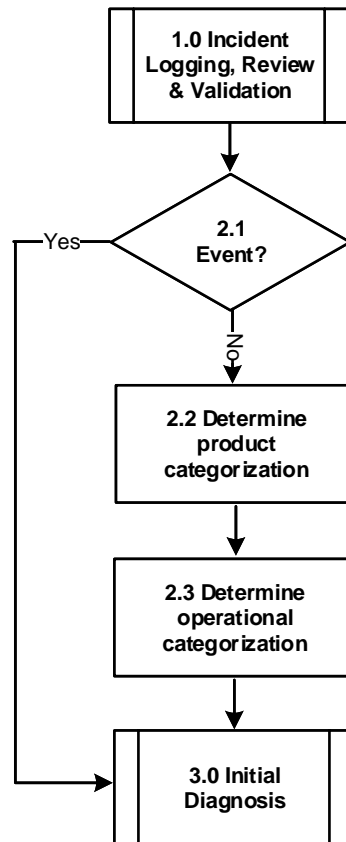 1.0 Incident
Logging, Review
& Validation
2.1
Event?
Yes
No
2.2 Determine
product
categorization
2.3 Determine
operational
categorization
3.0 Initial
Diagnosis